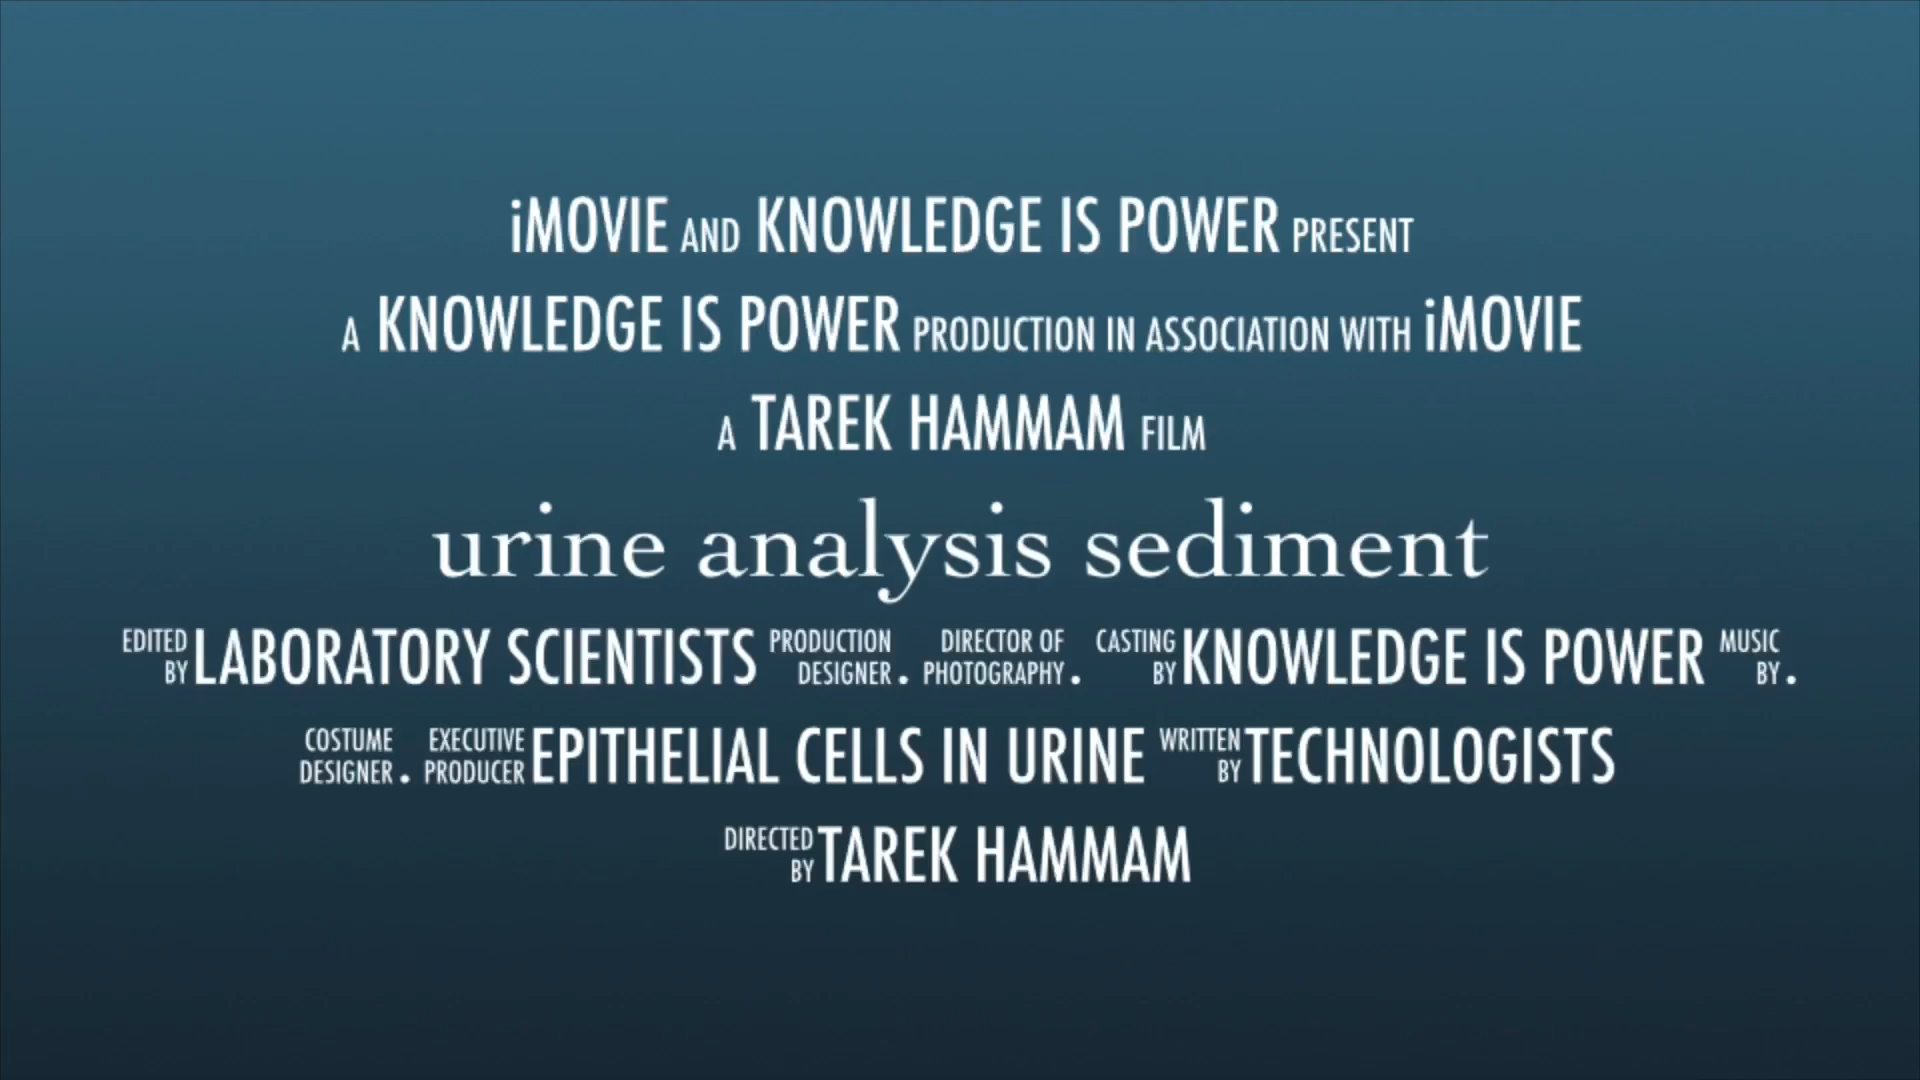 iMOVIE AND KNOWLEDGE IS POWER PRESENT
A KNOWLEDGE IS POWER PRODUCTION IN ASSOCIATION WITH iMOVIE
A TAREK HAMMAM FILM
urine analysis sediment
EDITED BY LABORATORY SCIENTISTS PRODUCTION DESIGNER . DIRECTOR OF PHOTOGRAPHY . CASTING BY KNOWLEDGE IS POWER MUSIC BY .
COSTUME DESIGNER . EXECUTIVE PRODUCER EPITHELIAL CELLS IN URINE WRITTEN BY TECHNOLOGISTS
DIRECTED BY TAREK HAMMAM